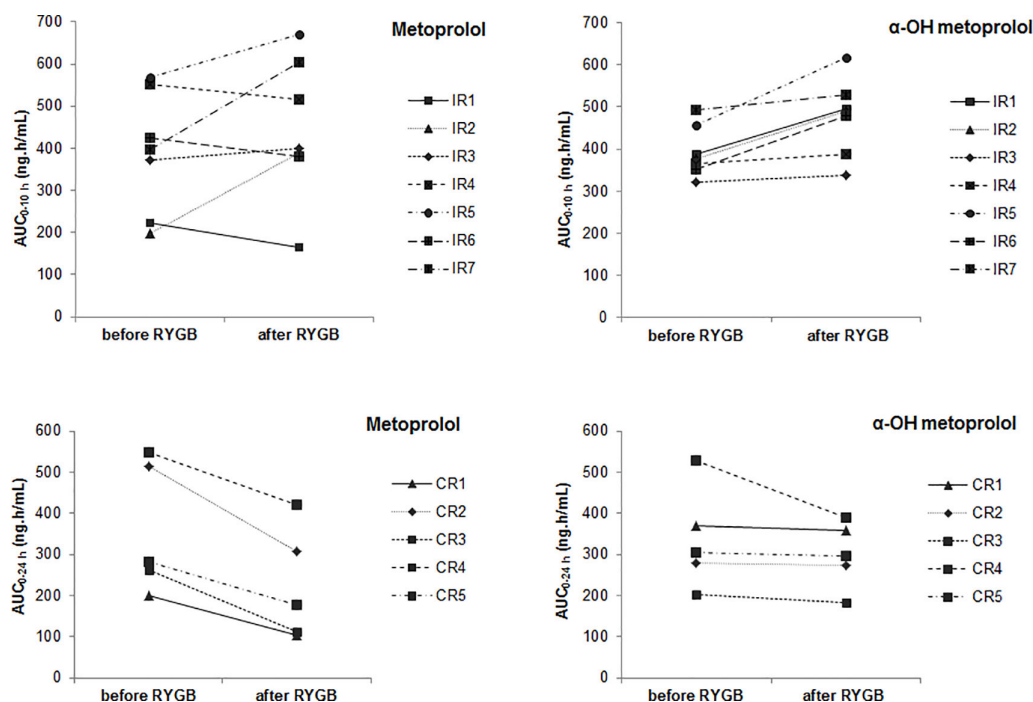 Metoprolol
AUC0-10 h (ng.h/mL)
700
600
500
400
300
200
100
0
before RYGB
after RYGB
IR1
IR2
IR3
IR4
IR5
IR6
IR7
α-OH metoprolol
AUC0-10 h (ng.h/mL)
700
600
500
400
300
200
100
0
before RYGB
after RYGB
IR1
IR2
IR3
IR4
IR5
IR6
IR7
Metoprolol
AUC0-24 h (ng.h/mL)
600
500
400
300
200
100
0
before RYGB
after RYGB
CR1
CR2
CR3
CR4
CR5
α-OH metoprolol
AUC0-24 h (ng.h/mL)
600
500
400
300
200
100
0
before RYGB
after RYGB
CR1
CR2
CR3
CR4
CR5